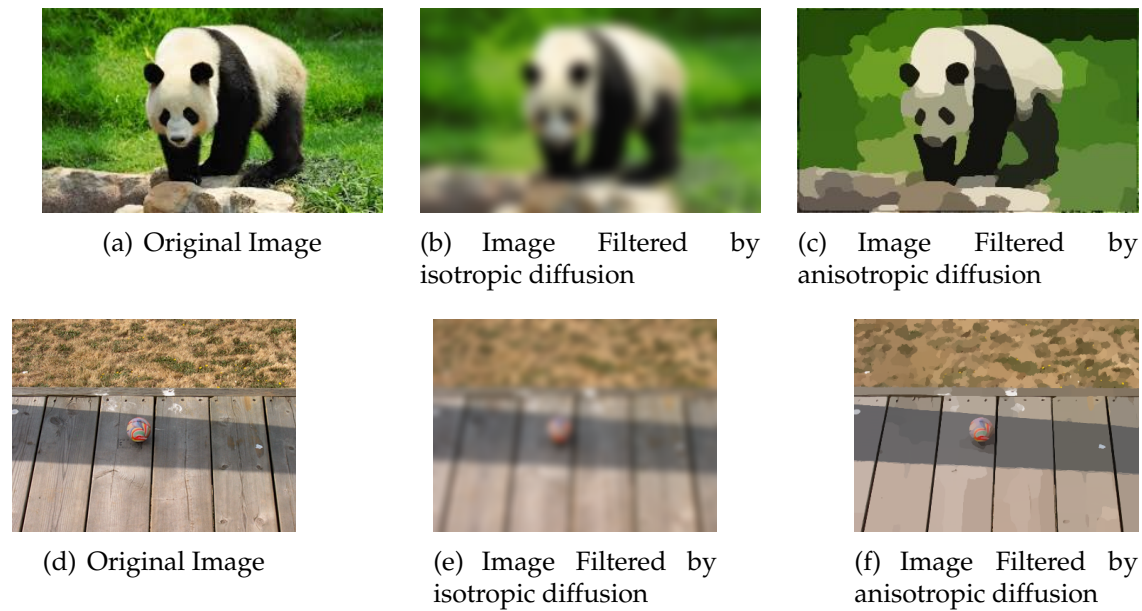 (a) Original Image
(b) Image Filtered by
isotropic diffusion
(c) Image Filtered by
anisotropic diffusion
(d) Original Image
(e) Image Filtered by
isotropic diffusion
(f) Image Filtered by
anisotropic diffusion